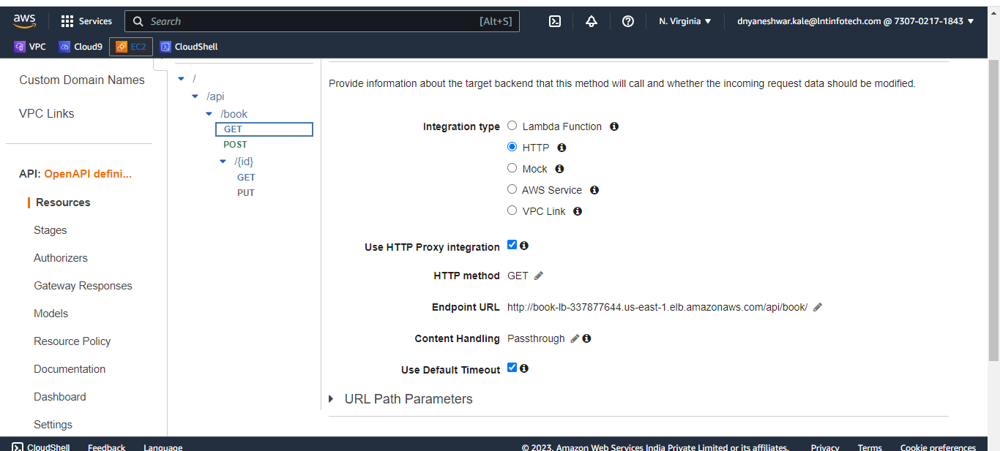 aws Services Search [Alt+S] N. Virginia dnyaneshwar.kale@lntinfotech.com @ 7307-0217-1843
VPC Cloud9 EC2 CloudShell
Custom Domain Names
VPC Links
API: OpenAPI defini...
Resources
Stages
Authorizers
Gateway Responses
Models
Resource Policy
Documentation
Dashboard
Settings
/
/api
/book
GET
POST
/{id}
GET
PUT
Provide information about the target backend that this method will call and whether the incoming request data should be modified.
Integration type Lambda Function
HTTP
Mock
AWS Service
VPC Link
Use HTTP Proxy integration
HTTP method GET
Endpoint URL http://book-lb-337877644.us-east-1.elb.amazonaws.com/api/book/
Content Handling Passthrough
Use Default Timeout
URL Path Parameters
CloudShell Feedback Language © 2023, Amazon Web Services India Private Limited or its affiliates. Privacy Terms Cookie preferences